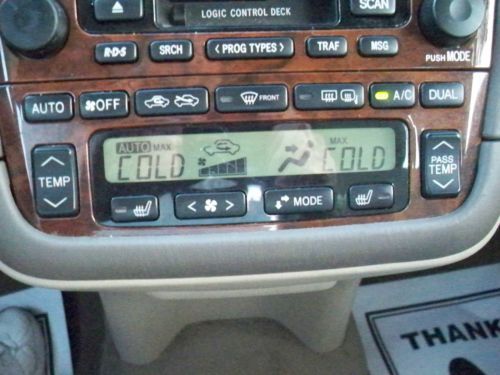 LOGIC CONTROL DECK
SCAN
PUSH MODE
R·D·S
SRCH
PROG TYPES
TRAF
MSG
AUTO
OFF
FRONT
A/C
DUAL
TEMP
AUTO MAX
COLD
MAX
COLD
PASS
TEMP
MODE
THANK